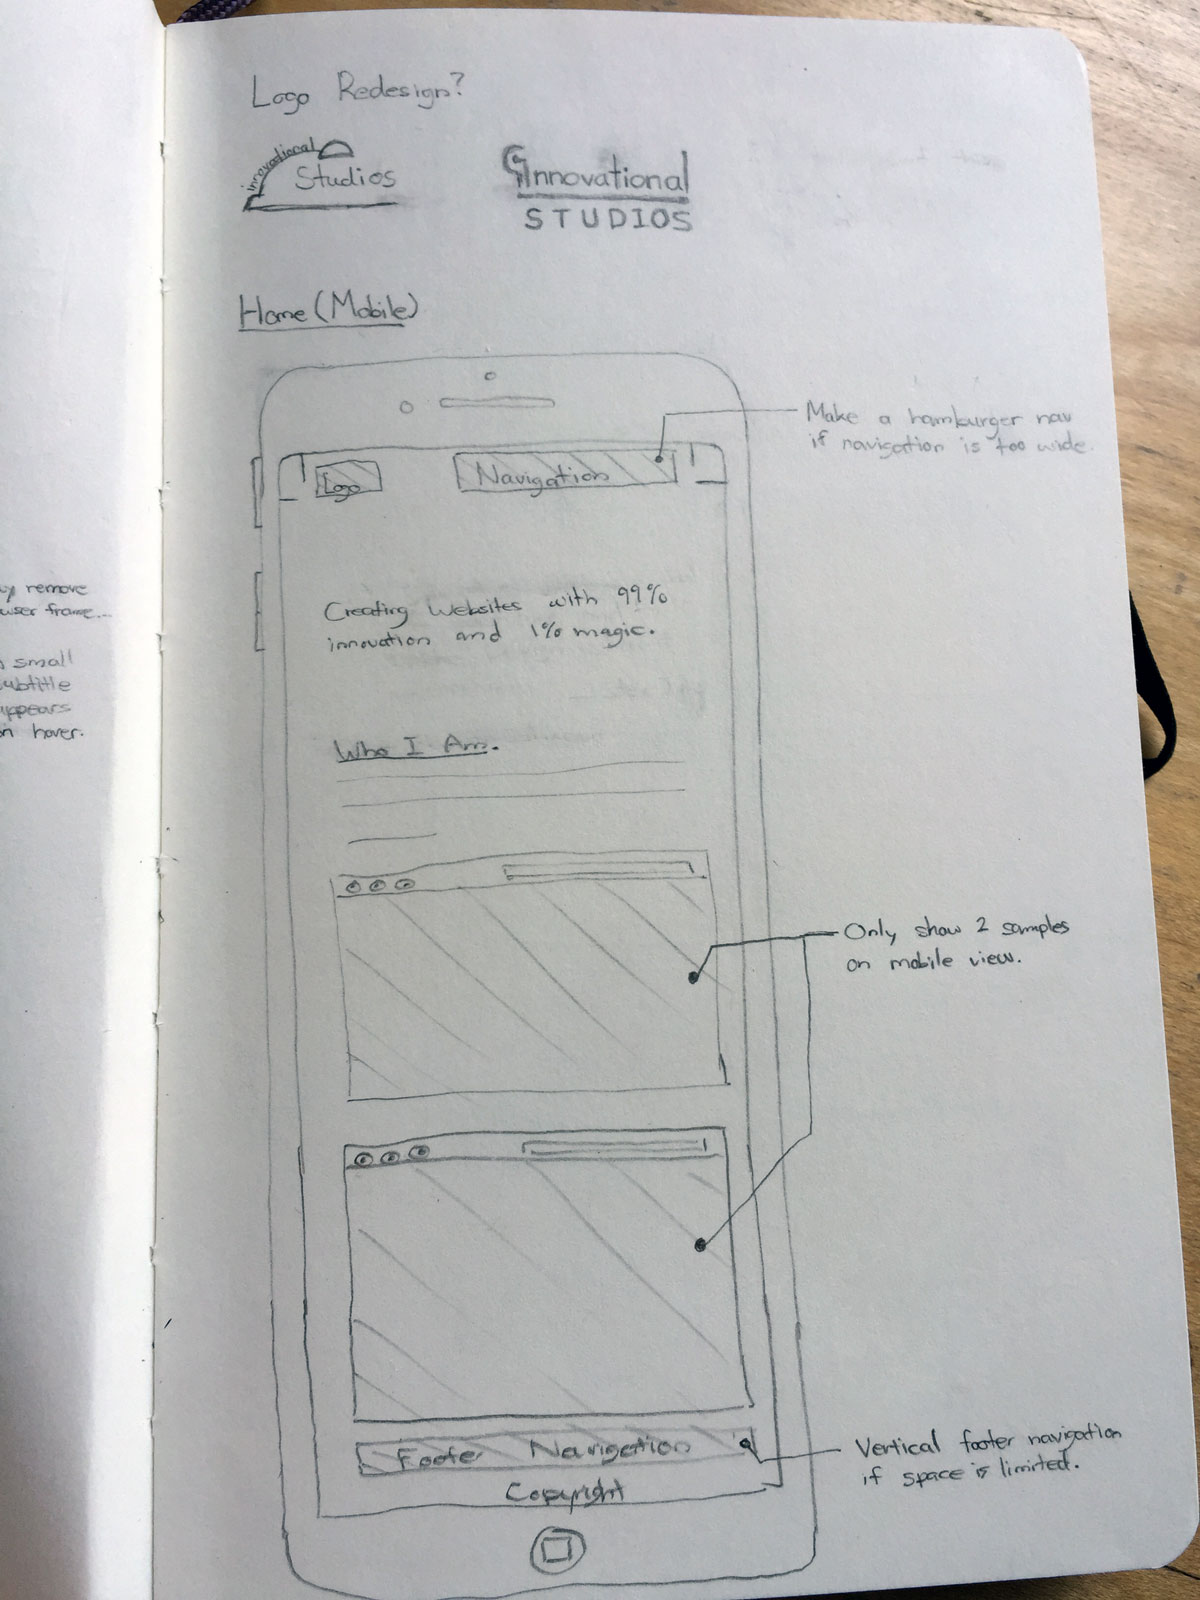 Logo Redesign?
innovational
Studios
Innovational
STUDIOS
Home (Mobile)
Make a hamburger nav
if navigation is too wide.
Logo
Navigation
Creating Websites with 99%
innovation and 1% magic.
Who I Am.
Only show 2 samples
on mobile view.
Footer Navigation
Vertical footer navigation
if space is limited.
Copyright
remove
frame...
small
subtitle
appears
hover.